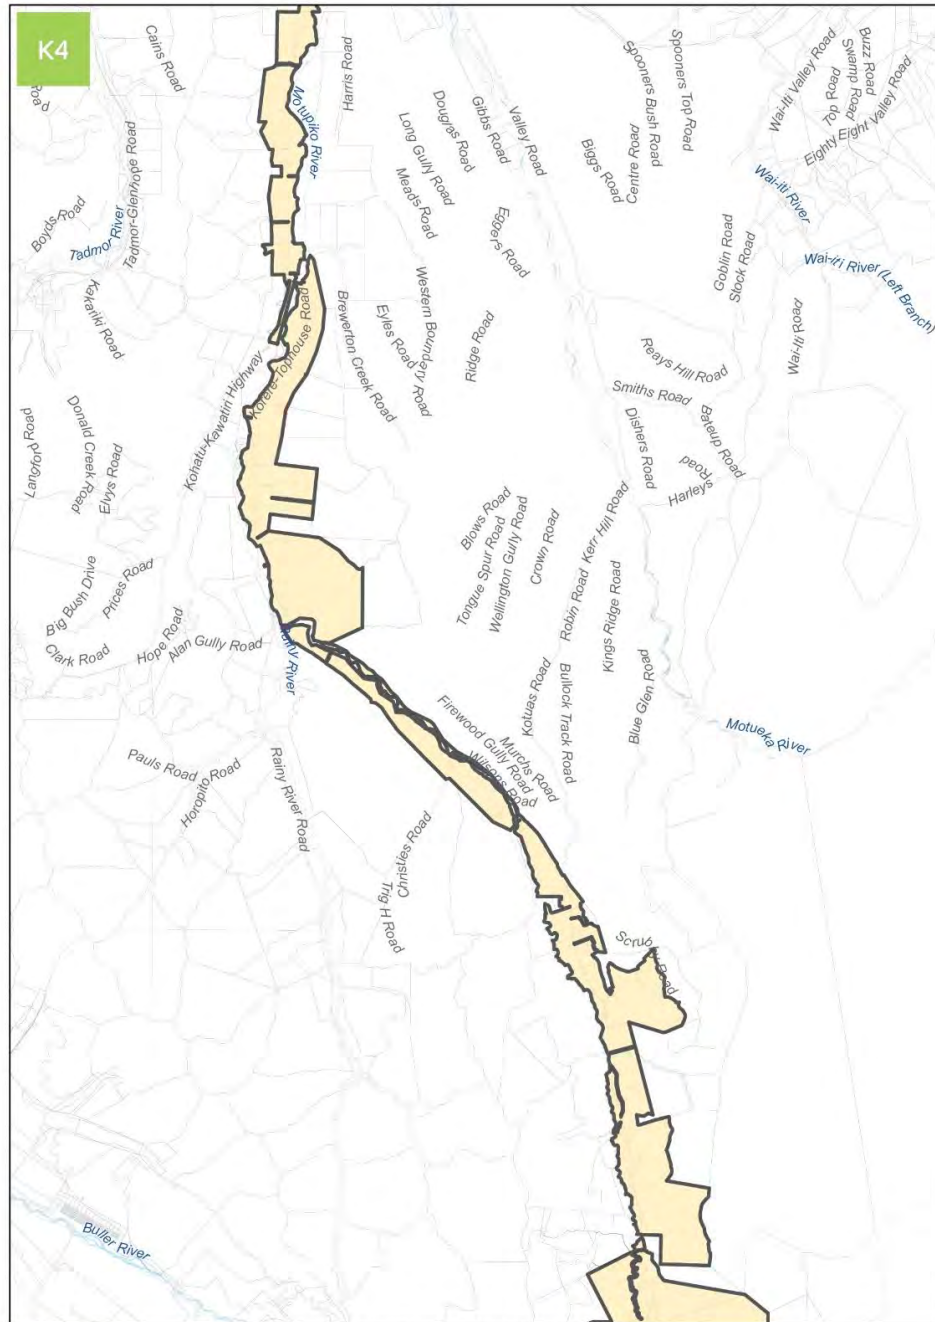 K4
Road
Cains Road
Motupiko River
Harris Road
Tadmor-Glenhope Road
Boyds Road
Tadmor River
Kakariki Road
Long Gully Road
Douglas Road
Gibbs Road
Valley Road
Meads Road
Eggers Road
Biggs Road
Centre Road
Spooners Bush Road
Spooners Top Road
Wai-Iti Valley Road
Top Road
Swamp Road
Buzz Road
Eighty Eight Valley Road
Wai-iti River
Wai-iti River (Left Branch)
Goblin Road
Stock Road
Wai-Iti Road
Korere-Tophouse Road
Kohatu-Kawatiri Highway
Brewerton Creek Road
Eyles Road
Western Boundary Road
Ridge Road
Reays Hill Road
Smiths Road
Dishers Road
Bateup Road
Harleys Road
Langford Road
Donald Creek Road
Elvys Road
Big Bush Drive
Prices Road
Clark Road
Hope Road
Alan Gully Road
Rainy River
Blows Road
Tongue Spur Road
Wellington Gully Road
Crown Road
Robin Road
Kerr Hill Road
Kings Ridge Road
Kotuas Road
Bullock Track Road
Blue Glen Road
Motueka River
Firewood Gully Road
Murchs Road
Wilsons Road
Pauls Road
Horopito Road
Rainy River Road
Christies Road
Trig H Road
Scrubby Road
Buller River